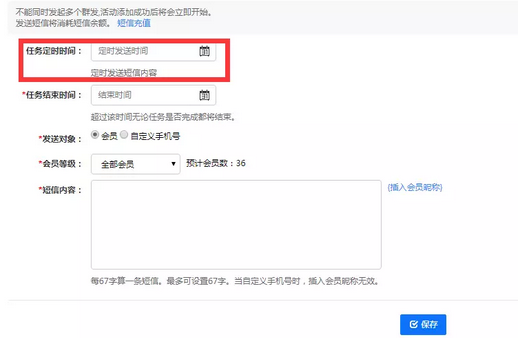 不能同时发起多个群发,活动添加成功后将会立即开始。
发送短信将消耗短信余额。 短信充值
任务定时时间： 定时发送时间
定时发送短信内容
*任务结束时间： 结束时间
超过该时间无论任务是否完成都将结束。
*发送对象： 会员 自定义手机号
*会员等级： 全部会员 预计会员数：36
*短信内容： (插入会员昵称)
每67字算一条短信。最多可设置67字。当自定义手机号时，插入会员昵称无效。
保存